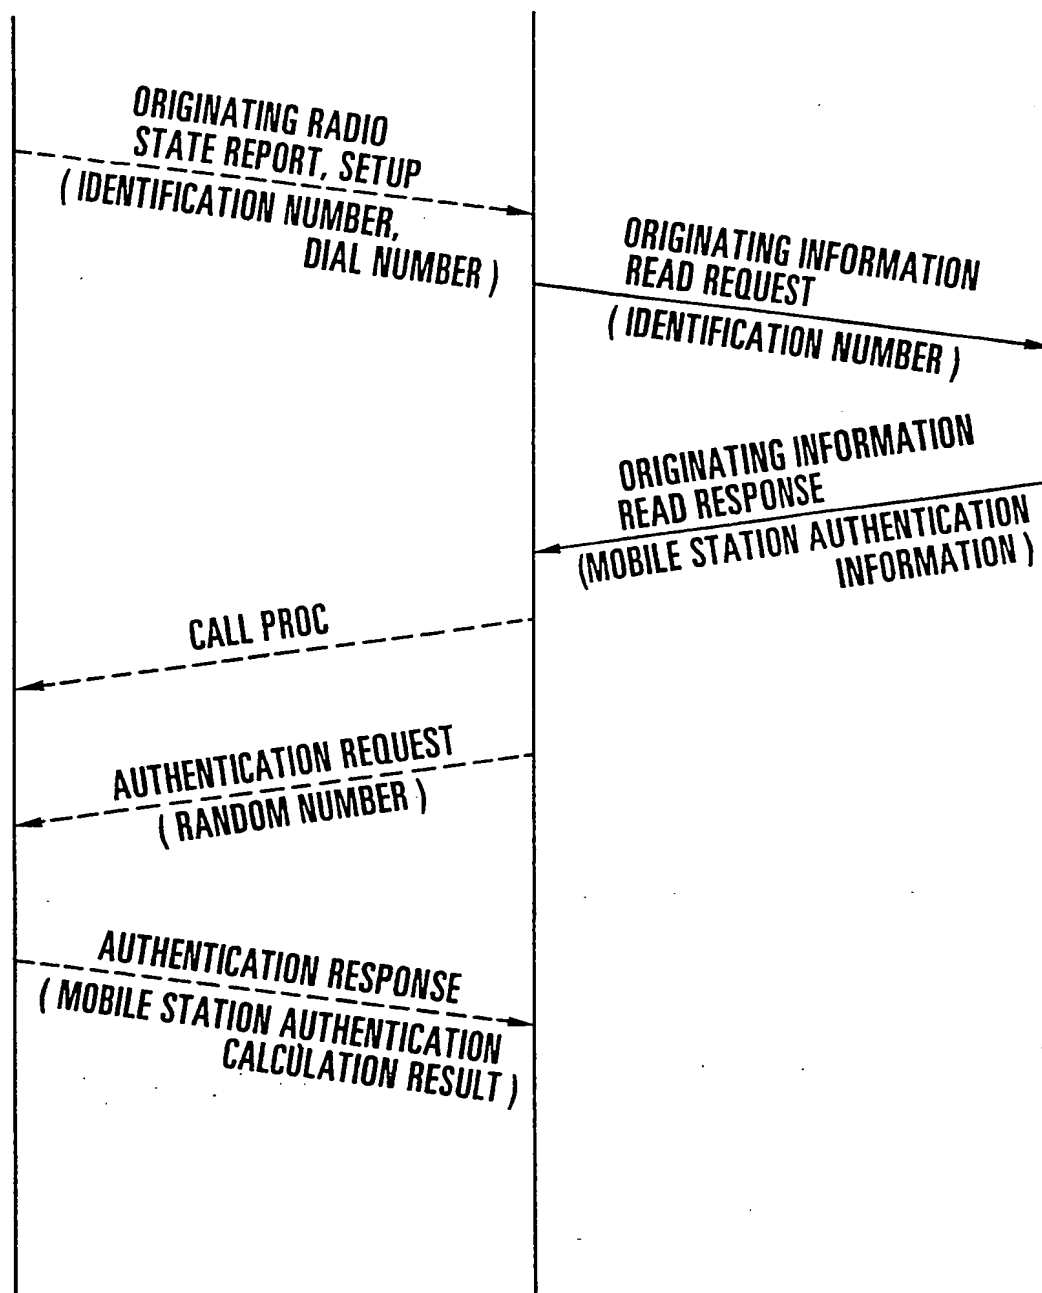 ORIGINATING RADIO
STATE REPORT, SETUP
( IDENTIFICATION NUMBER,
DIAL NUMBER )
ORIGINATING INFORMATION
READ REQUEST
( IDENTIFICATION NUMBER )
ORIGINATING INFORMATION
READ RESPONSE
(MOBILE STATION AUTHENTICATION
INFORMATION )
CALL PROC
AUTHENTICATION REQUEST
( RANDOM NUMBER )
AUTHENTICATION RESPONSE
( MOBILE STATION AUTHENTICATION
CALCULATION RESULT )